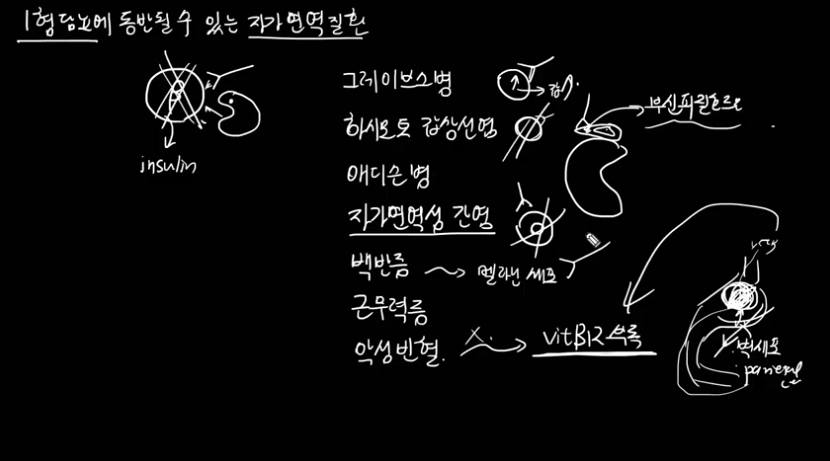 1형당뇨에 동반될 수 있는 자가면역질환
insulin
그레이브스병
하시모토 갑상선염
부신피질호르몬
애디슨병
자가면역성 간염
백반증
멜라닌 세포
근무력증
악성빈혈
vitB12 부족
벽세포
parietal